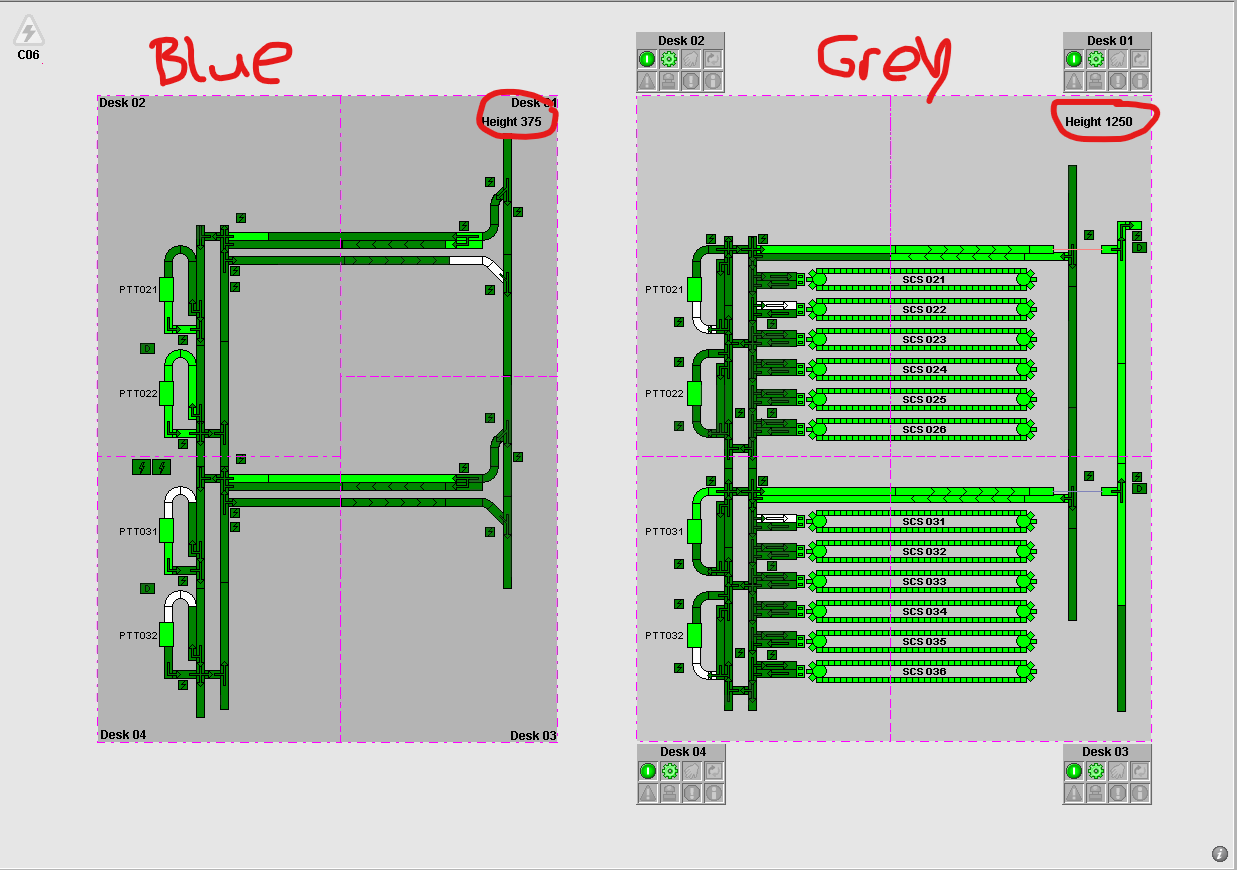 Blue
Grey
C06
Desk 02
Desk 01
Desk 02
Desk 01
Height 375
Height 1250
PTT021
PTT022
PTT031
PTT032
Desk 04
Desk 03
PTT021
PTT022
PTT031
PTT032
SCS 021
SCS 022
SCS 023
SCS 024
SCS 025
SCS 026
SCS 031
SCS 032
SCS 033
SCS 034
SCS 035
SCS 036
D
D
D
D
Desk 04
Desk 03